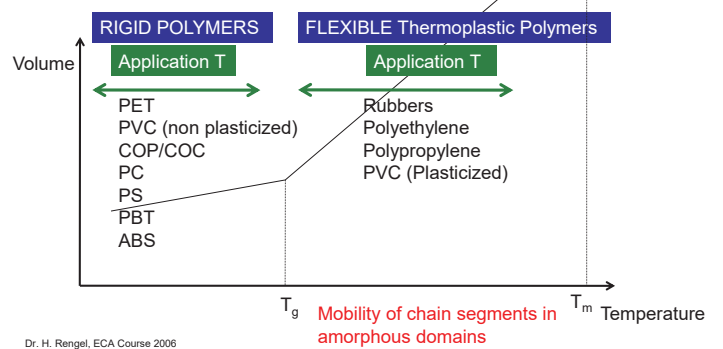 RIGID POLYMERS
FLEXIBLE Thermoplastic Polymers
Volume
Application T
Application T
PET
PVC (non plasticized)
COP/COC
PC
PS
PBT
ABS
Rubbers
Polyethylene
Polypropylene
PVC (Plasticized)
Tg
Tm
Temperature
Mobility of chain segments in
amorphous domains
Dr. H. Rengel, ECA Course 2006